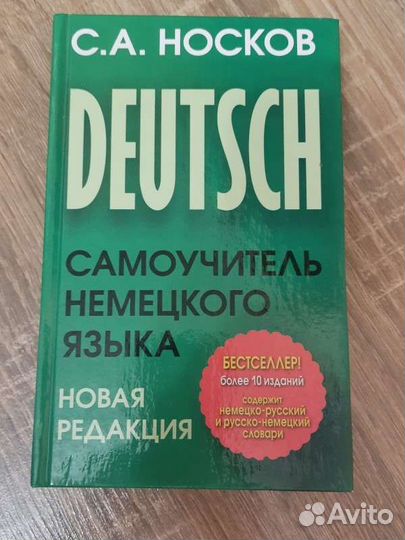 С.А. НОСКОВ
DEUTSCH
САМОУЧИТЕЛЬ
НЕМЕЦКОГО
ЯЗЫКА
НОВАЯ
РЕДАКЦИЯ
БЕСТСЕЛЛЕР!
более 10 изданий
содержит
немецко-русский
и русско-немецкий
словари
Avito